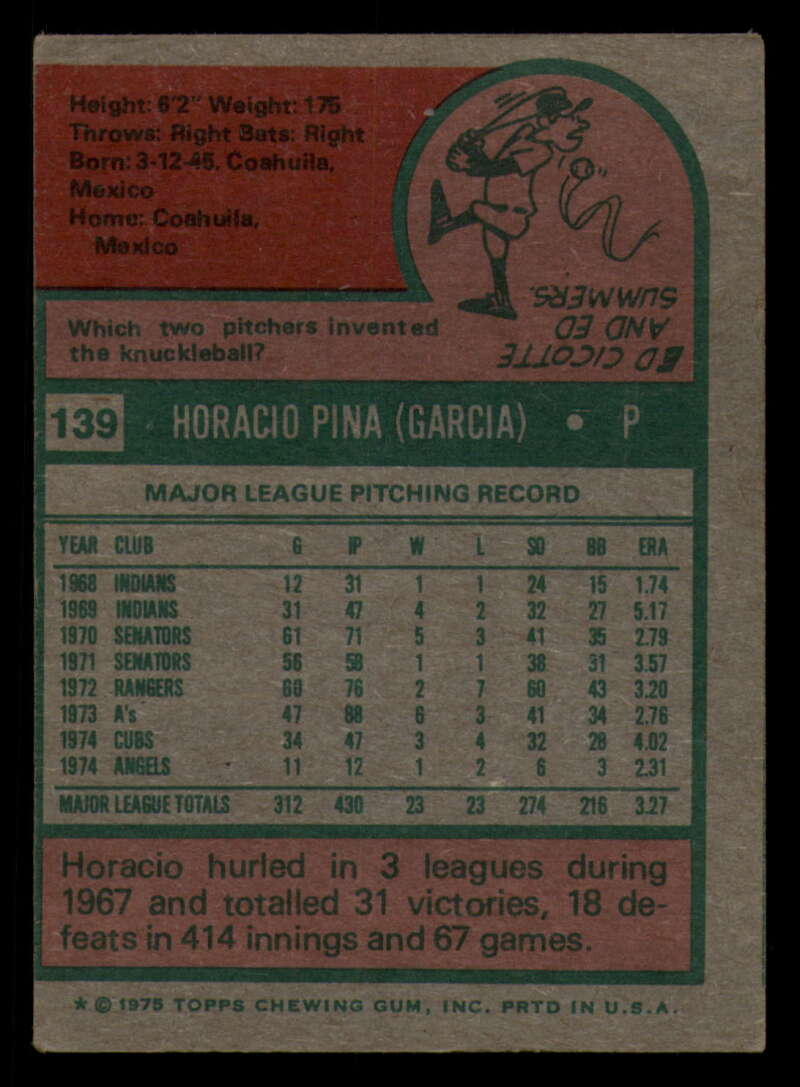 Height: 6'2" Weight: 175
Throws: Right Bats: Right
Born: 3-12-45, Coahuila,
Mexico
Home: Coahuila,
Mexico
Which two pitchers invented
the knuckleball?
ED CICOTTE
AND ED
SUMMERS.
139 HORACIO PINA (GARCIA) • P
MAJOR LEAGUE PITCHING RECORD
YEAR CLUB G IP W L SO BB ERA
1968 INDIANS 12 31 1 1 24 15 1.74
1969 INDIANS 31 47 4 2 32 27 5.17
1970 SENATORS 61 71 5 3 41 35 2.79
1971 SENATORS 56 58 1 1 38 31 3.57
1972 RANGERS 60 76 2 7 60 43 3.20
1973 A's 47 88 6 3 41 34 2.76
1974 CUBS 34 47 3 4 32 28 4.02
1974 ANGELS 11 12 1 2 6 3 2.31
MAJOR LEAGUE TOTALS 312 430 23 23 274 216 3.27
Horacio hurled in 3 leagues during
1967 and totalled 31 victories, 18 de-
feats in 414 innings and 67 games.
* © 1975 TOPPS CHEWING GUM, INC. PRTD IN U.S.A.